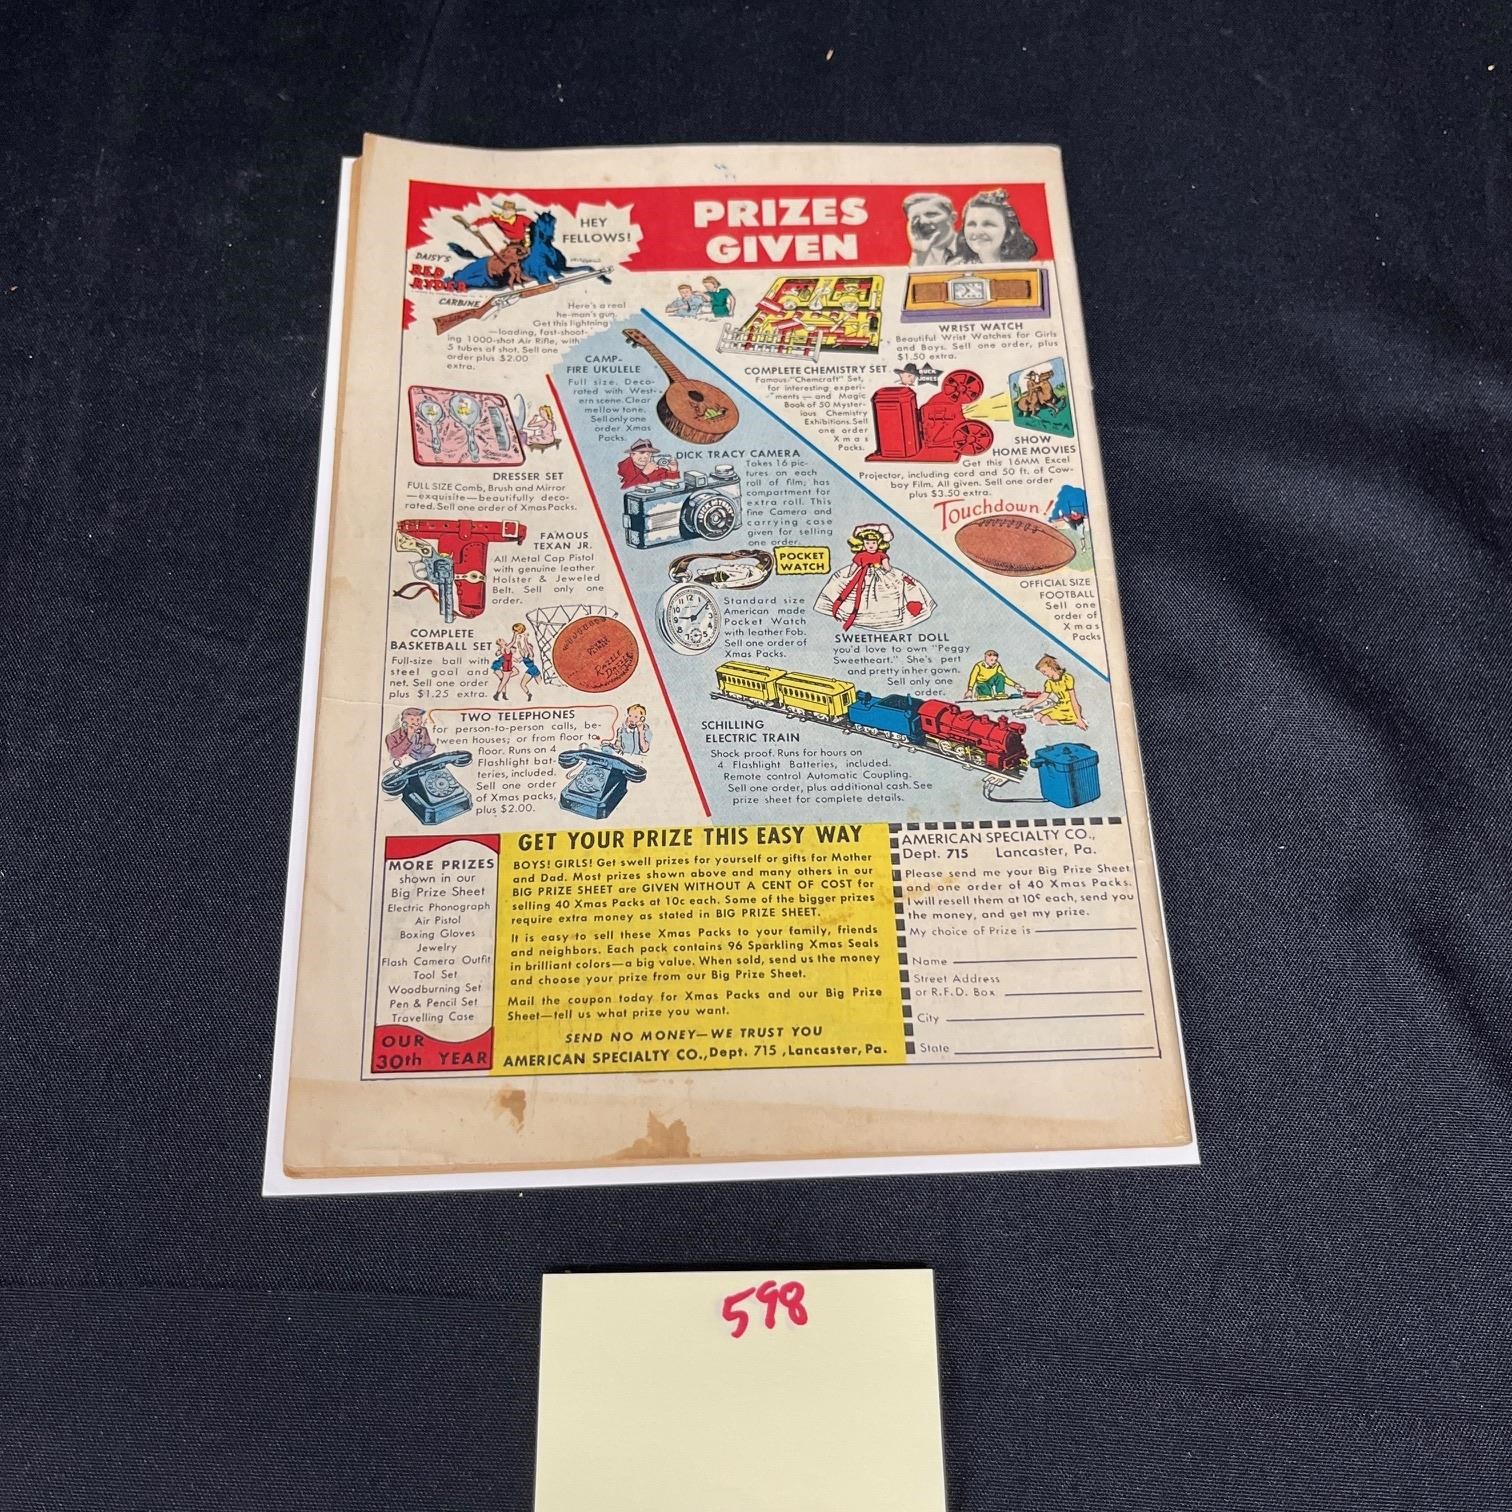 PRIZES
GIVEN
HEY
FELLOWS!
DAISY'S
RED
RYDER
CARBINE
Here's a real
he-man's gun.
Get this lightning
—loading, fast-shoot-
ing 1000-shot Air Rifle, with
5 tubes of shot. Sell one
order plus $2.00
extra.
CAMP-
FIRE UKULELE
Full size. Deco-
rated with West-
ern scene. Clear
mellow tone.
Sell only one
order Xmas
Packs.
COMPLETE CHEMISTRY SET
Famous "Chemcraft" Set,
for interesting experi-
ments — and Magic
Book of 50 Myster-
ious Chemistry
Exhibitions. Sell
one order
Xmas
Packs.
WRIST WATCH
Beautiful Wrist Watches for Girls
and Boys. Sell one order, plus
$1.50 extra.
BUCK
JONES
SHOW
HOME MOVIES
Get this 16MM Excel
Projector, including cord and 50 ft. of Cow-
boy Film. All given. Sell one order
plus $3.50 extra.
DRESSER SET
FULL SIZE Comb, Brush and Mirror
—exquisite—beautifully deco-
rated. Sell one order of Xmas Packs.
DICK TRACY CAMERA
Takes 16 pic-
tures on each
roll of film; has
compartment for
extra roll. This
fine Camera and
carrying case
given for selling
one order.
Touchdown!
OFFICIAL SIZE
FOOTBALL
Sell one
order of
Xmas
Packs
FAMOUS
TEXAN JR.
All Metal Cap Pistol
with genuine leather
Holster & Jeweled
Belt. Sell only one
order.
POCKET
WATCH
Standard size
American made
Pocket Watch
with leather Fob.
Sell one order of
Xmas Packs.
SWEETHEART DOLL
you'd love to own "Peggy
Sweetheart." She's pert
and pretty in her gown.
Sell only one
order.
COMPLETE
BASKETBALL SET
Full-size ball with
steel goal and
net. Sell one order
plus $1.25 extra.
RAZZLE
DAZZLE
TWO TELEPHONES
for person-to-person calls, be-
tween houses; or from floor to
floor. Runs on 4
Flashlight bat-
teries, included.
Sell one order
of Xmas packs,
plus $2.00.
SCHILLING
ELECTRIC TRAIN
Shock proof. Runs for hours on
4 Flashlight Batteries, included.
Remote control Automatic Coupling.
Sell one order, plus additional cash. See
prize sheet for complete details.
MORE PRIZES
shown in our
Big Prize Sheet
Electric Phonograph
Air Pistol
Boxing Gloves
Jewelry
Flash Camera Outfit
Tool Set
Woodburning Set
Pen & Pencil Set
Travelling Case
OUR
30th YEAR
GET YOUR PRIZE THIS EASY WAY
BOYS! GIRLS! Get swell prizes for yourself or gifts for Mother
and Dad. Most prizes shown above and many others in our
BIG PRIZE SHEET are GIVEN WITHOUT A CENT OF COST for
selling 40 Xmas Packs at 10c each. Some of the bigger prizes
require extra money as stated in BIG PRIZE SHEET.
It is easy to sell these Xmas Packs to your family, friends
and neighbors. Each pack contains 96 Sparkling Xmas Seals
in brilliant colors—a big value. When sold, send us the money
and choose your prize from our Big Prize Sheet.
Mail the coupon today for Xmas Packs and our Big Prize
Sheet—tell us what prize you want.
SEND NO MONEY—WE TRUST YOU
AMERICAN SPECIALTY CO., Dept. 715, Lancaster, Pa.
AMERICAN SPECIALTY CO.,
Dept. 715 Lancaster, Pa.
Please send me your Big Prize Sheet
and one order of 40 Xmas Packs.
I will resell them at 10¢ each, send you
the money, and get my prize.
My choice of Prize is
Name
Street Address
or R.F.D. Box
City
State
598